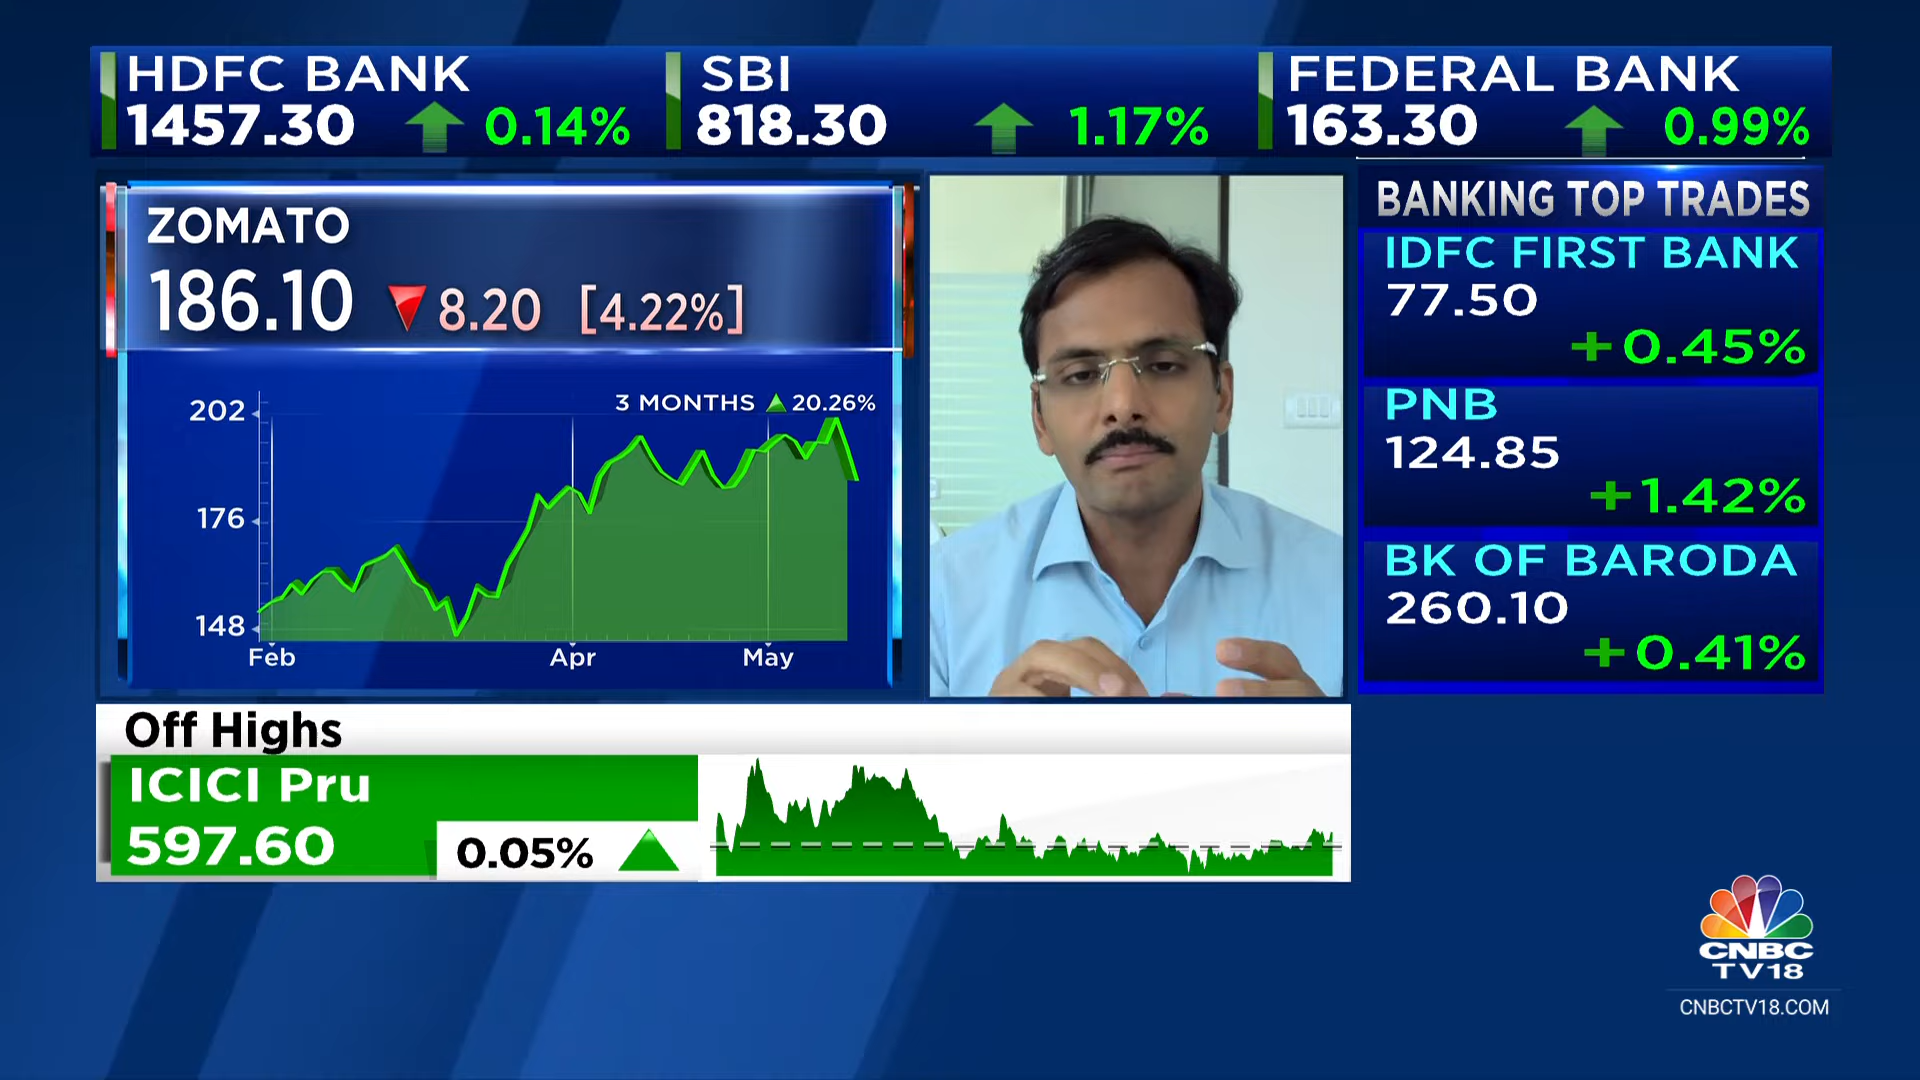 HDFC BANK
1457.30 0.14%
SBI
818.30 1.17%
FEDERAL BANK
163.30 0.99%
ZOMATO
186.10 8.20 [4.22%]
3 MONTHS 20.26%
202
176
148
Feb Apr May
BANKING TOP TRADES
IDFC FIRST BANK
77.50
+0.45%
PNB
124.85
+1.42%
BK OF BARODA
260.10
+0.41%
Off Highs
ICICI Pru
597.60
0.05%
CNBC
TV18
CNBCTV18.COM